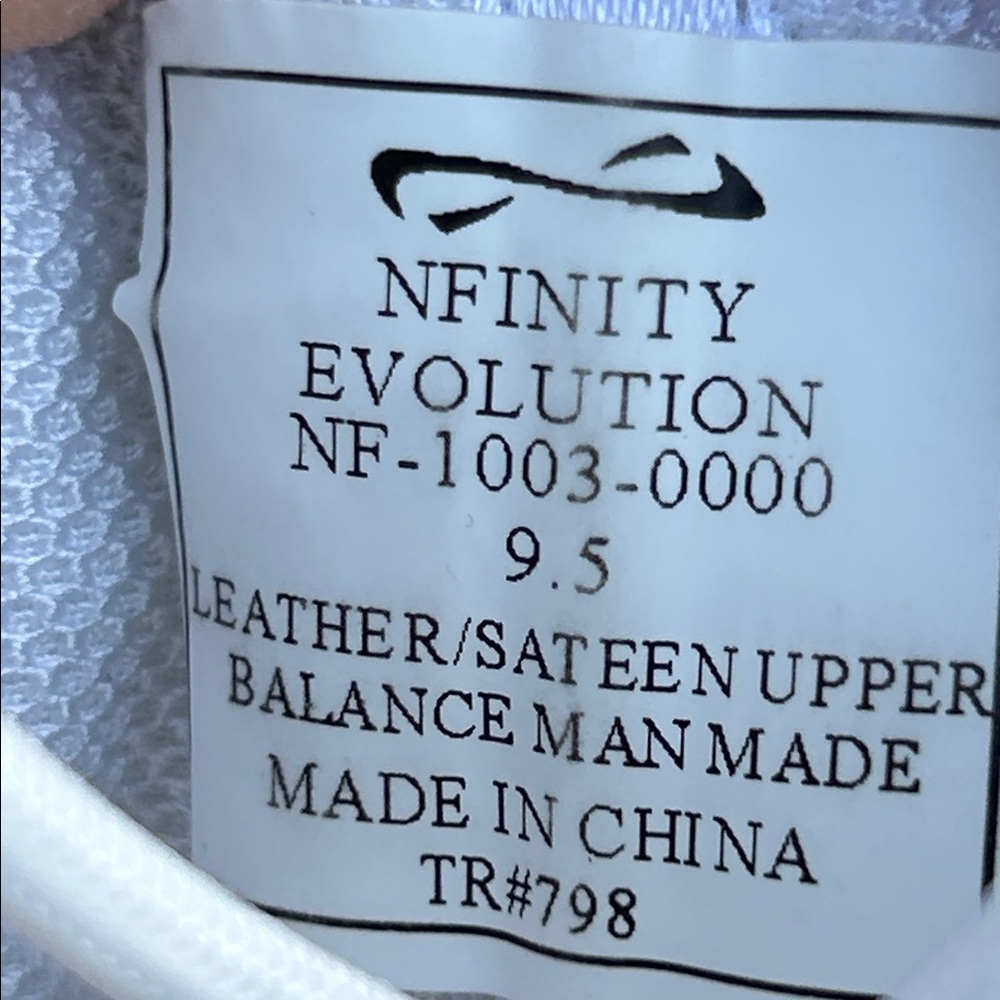 NFINITY
EVOLUTION
NF-1003-0000
9.5
LEATHER/SATEEN UPPER
BALANCE MAN MADE
MADE IN CHINA
TR#798